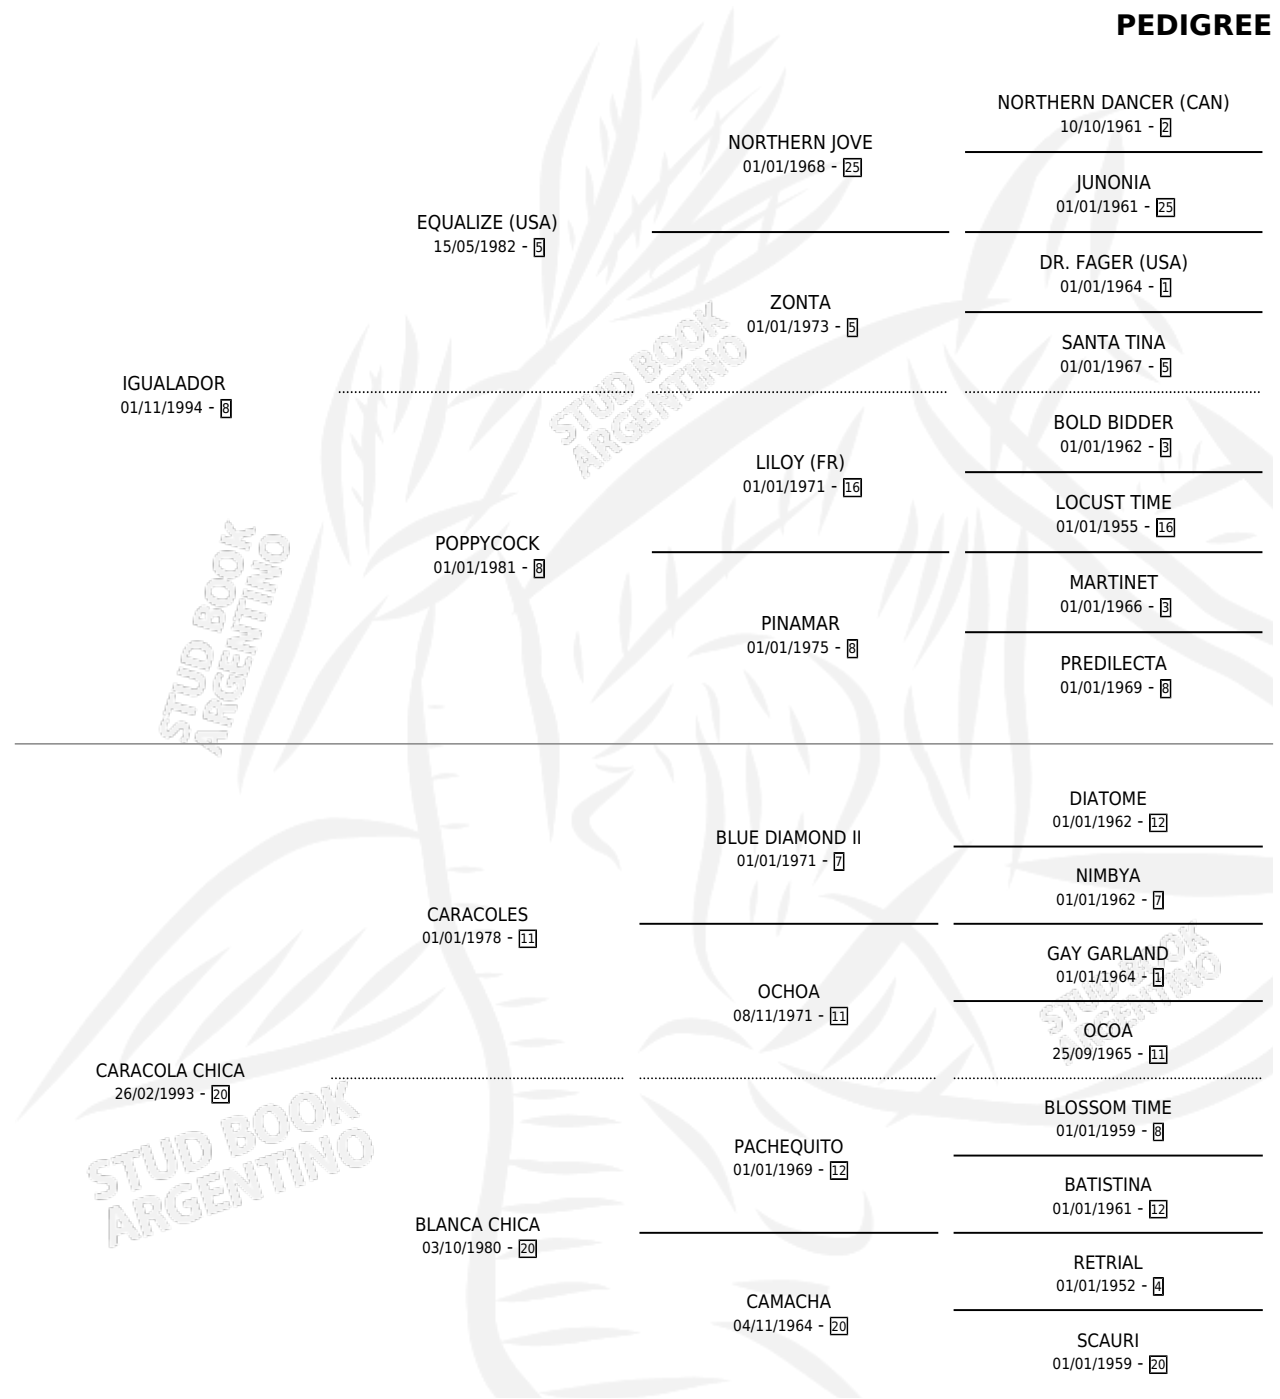 PEDIGREE
NORTHERN DANCER (CAN)
10/10/1961 - 2
NORTHERN JOVE
01/01/1968 - 25
JUNONIA
01/01/1961 - 25
EQUALIZE (USA)
15/05/1982 - 5
DR. FAGER (USA)
01/01/1964 - 1
ZONTA
01/01/1973 - 5
SANTA TINA
01/01/1967 - 5
IGUALADOR
01/11/1994 - 8
BOLD BIDDER
01/01/1962 - 3
LILOY (FR)
01/01/1971 - 16
LOCUST TIME
01/01/1955 - 16
POPPYCOCK
01/01/1981 - 8
MARTINET
01/01/1966 - 3
PINAMAR
01/01/1975 - 8
PREDILECTA
01/01/1969 - 8
DIATOME
01/01/1962 - 12
BLUE DIAMOND II
01/01/1971 - 7
NIMBYA
01/01/1962 - 7
CARACOLES
01/01/1978 - 11
GAY GARLAND
01/01/1964 - 1
OCHOA
08/11/1971 - 11
OCOA
25/09/1965 - 11
CARACOLA CHICA
26/02/1993 - 20
BLOSSOM TIME
01/01/1959 - 8
PACHEQUITO
01/01/1969 - 12
BATISTINA
01/01/1961 - 12
BLANCA CHICA
03/10/1980 - 20
RETRIAL
01/01/1952 - 4
CAMACHA
04/11/1964 - 20
SCAURI
01/01/1959 - 20
STUD BOOK
ARGENTINO
STUD BOOK
ARGENTINO
STUD BOOK
ARGENTINO
STUD BOOK
ARGENTINO